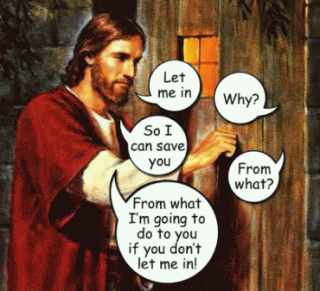 Let
me in
Why?
So I
can save
you
From
what?
From what
I'm going to
do to you
if you don't
let me in!